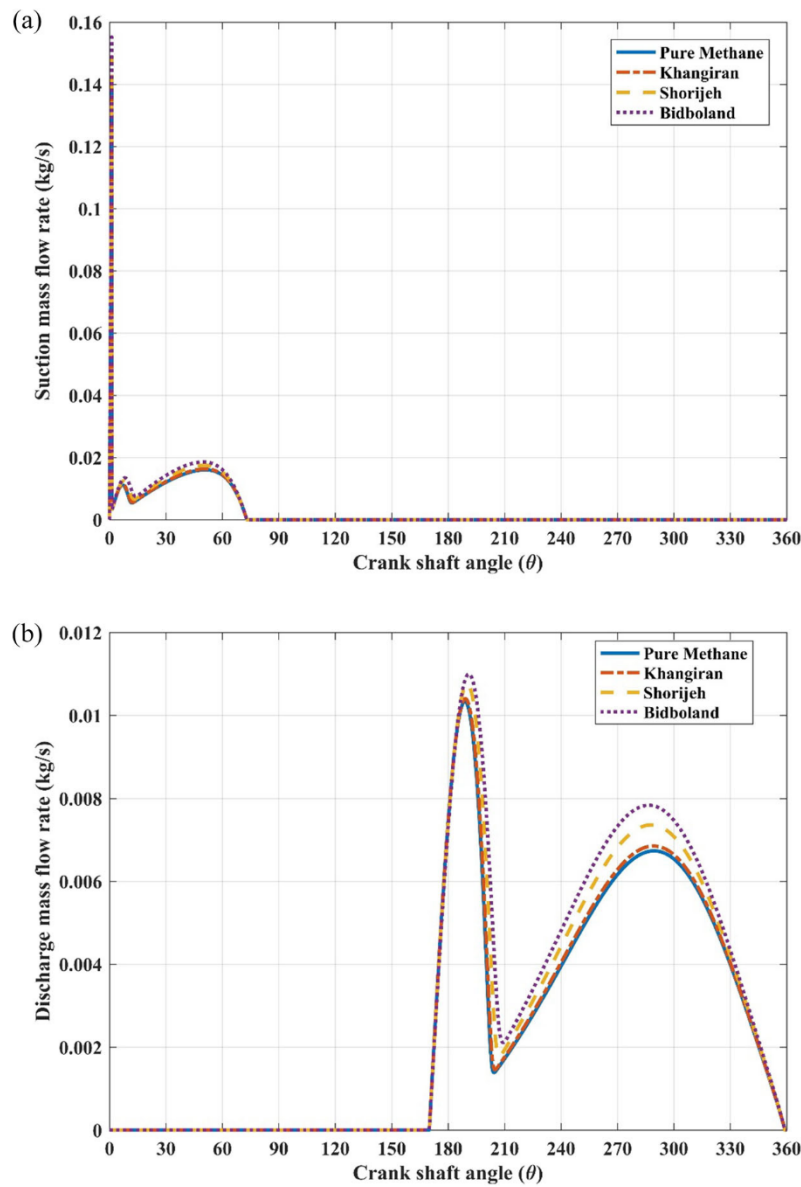 (a)
0.16
0.14
0.12
0.1
0.08
0.06
0.04
0.02
0
Suction mass flow rate (kg/s)
Pure Methane
Khangiran
Shorijeh
Bidboland
0 30 60 90 120 150 180 210 240 270 300 330 360
Crank shaft angle (θ)
(b)
0.012
0.01
0.008
0.006
0.004
0.002
0
Discharge mass flow rate (kg/s)
Pure Methane
Khangiran
Shorijeh
Bidboland
0 30 60 90 120 150 180 210 240 270 300 330 360
Crank shaft angle (θ)